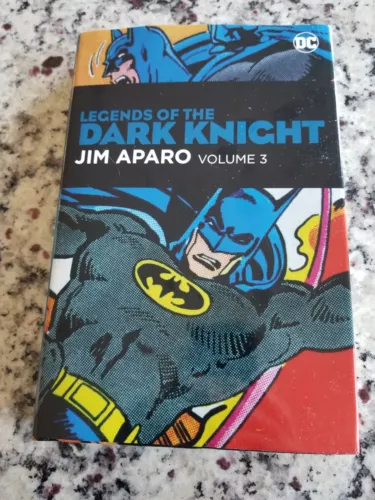 DC
LEGENDS OF THE
DARK KNIGHT
JIM APARO VOLUME 3